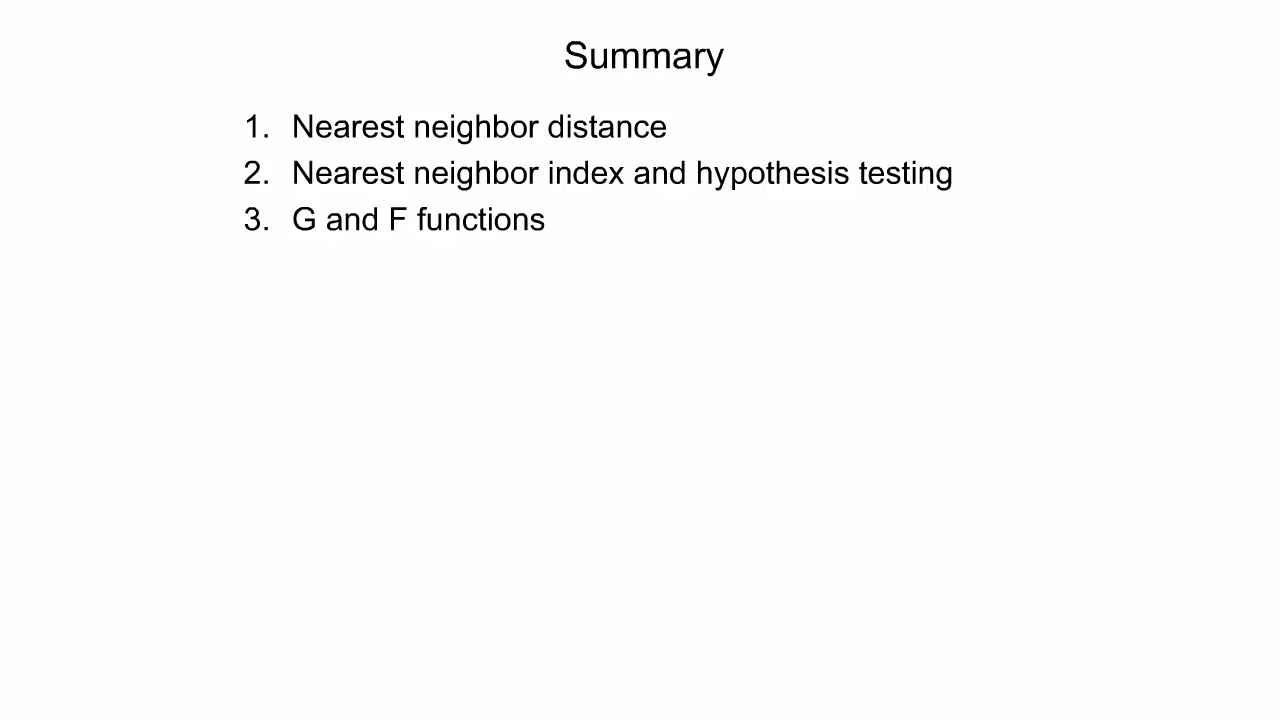 Summary
1. Nearest neighbor distance
2. Nearest neighbor index and hypothesis testing
3. G and F functions